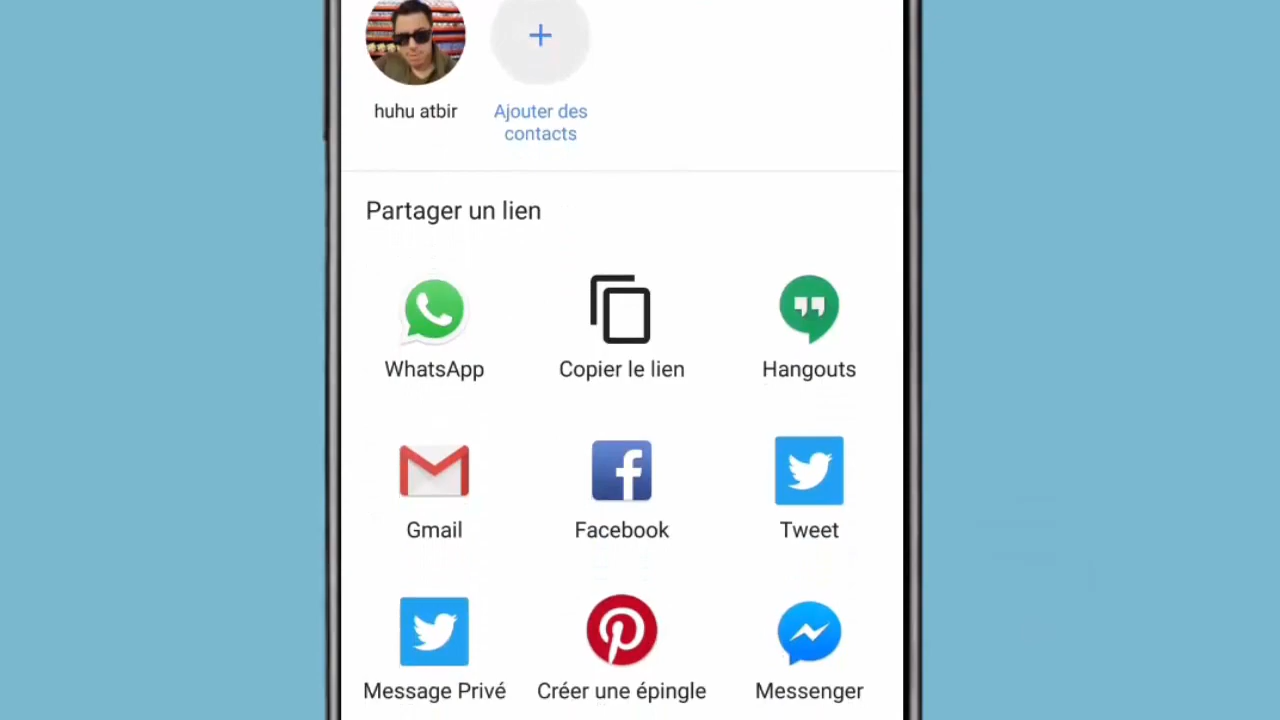 huhu atbir
Ajouter des
contacts
Partager un lien
WhatsApp
Copier le lien
Hangouts
Gmail
Facebook
Tweet
Message Privé
Créer une épingle
Messenger